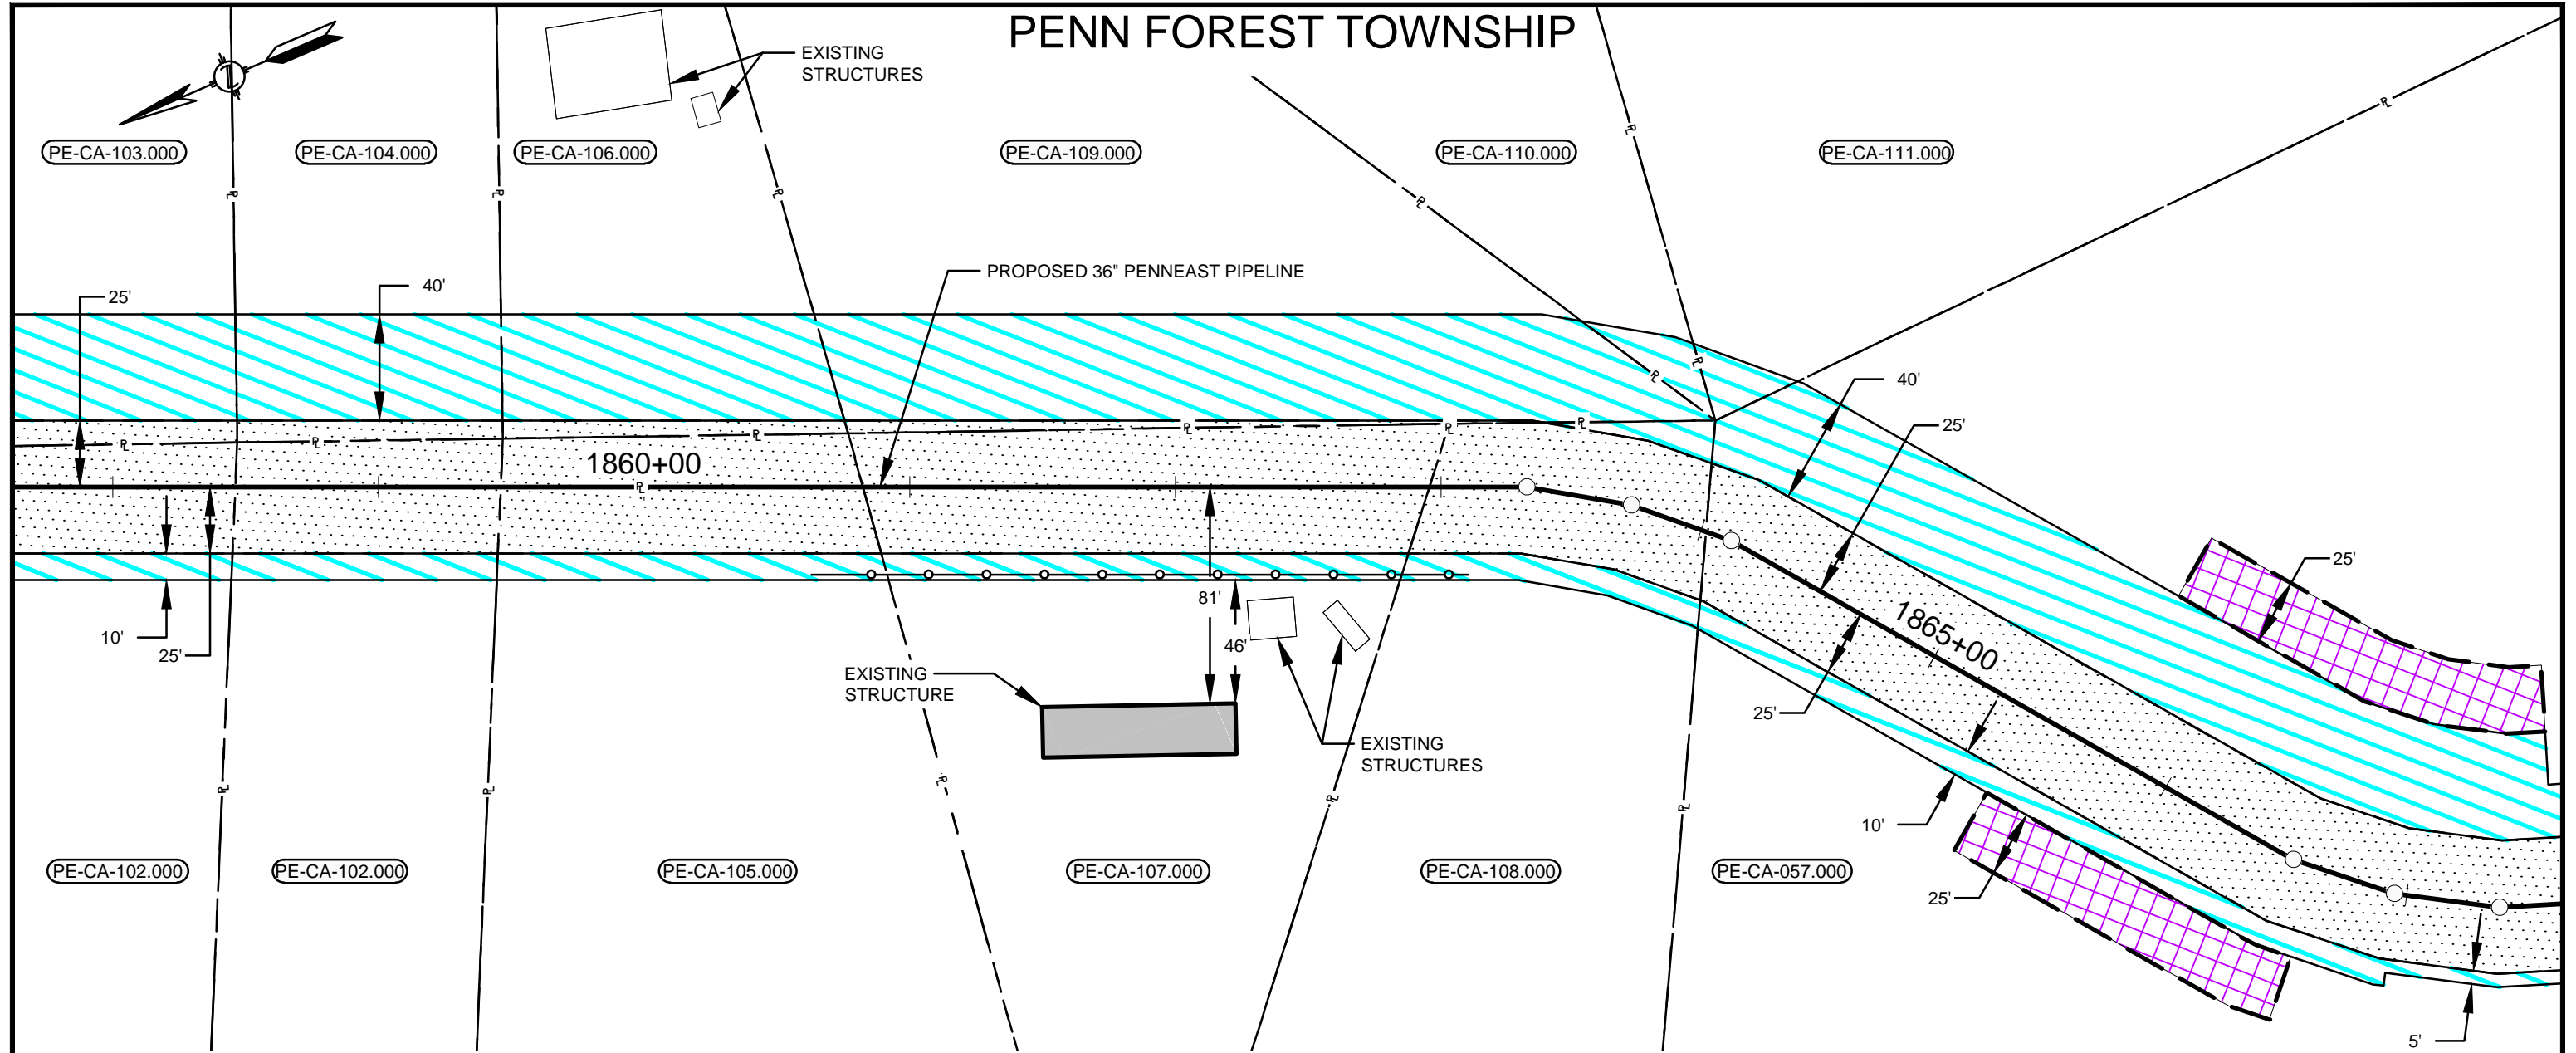 PENN FOREST TOWNSHIP
EXISTING
STRUCTURES
PE-CA-103.000
PE-CA-104.000
PE-CA-106.000
PE-CA-109.000
PE-CA-110.000
PE-CA-111.000
PROPOSED 36" PENNEAST PIPELINE
25'
40'
40'
25'
1860+00
25'
81'
10'
25'
46'
1865+00
EXISTING
STRUCTURE
25'
EXISTING
STRUCTURES
10'
PE-CA-102.000
PE-CA-102.000
PE-CA-105.000
PE-CA-107.000
PE-CA-108.000
PE-CA-057.000
25'
5'